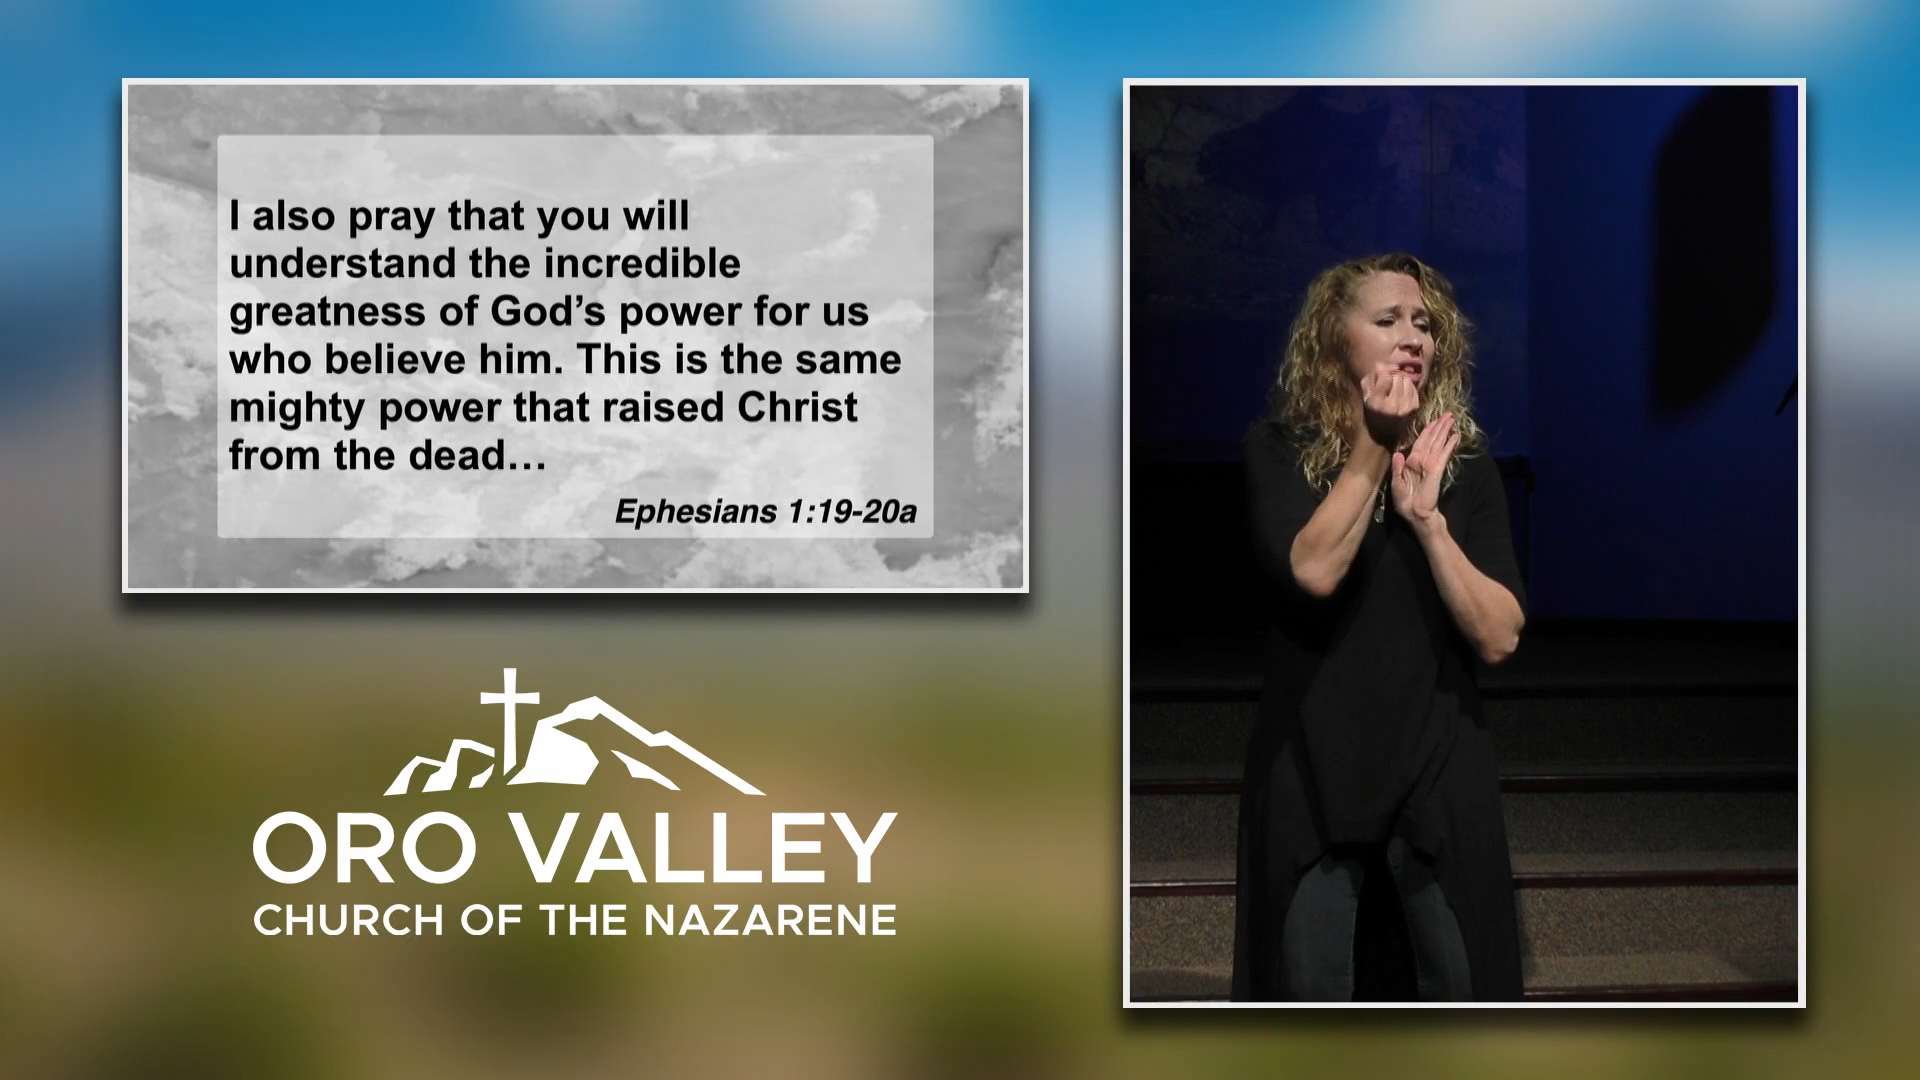 I also pray that you will
understand the incredible
greatness of God’s power for us
who believe him. This is the same
mighty power that raised Christ
from the dead…
Ephesians 1:19-20a
ORO VALLEY
CHURCH OF THE NAZARENE